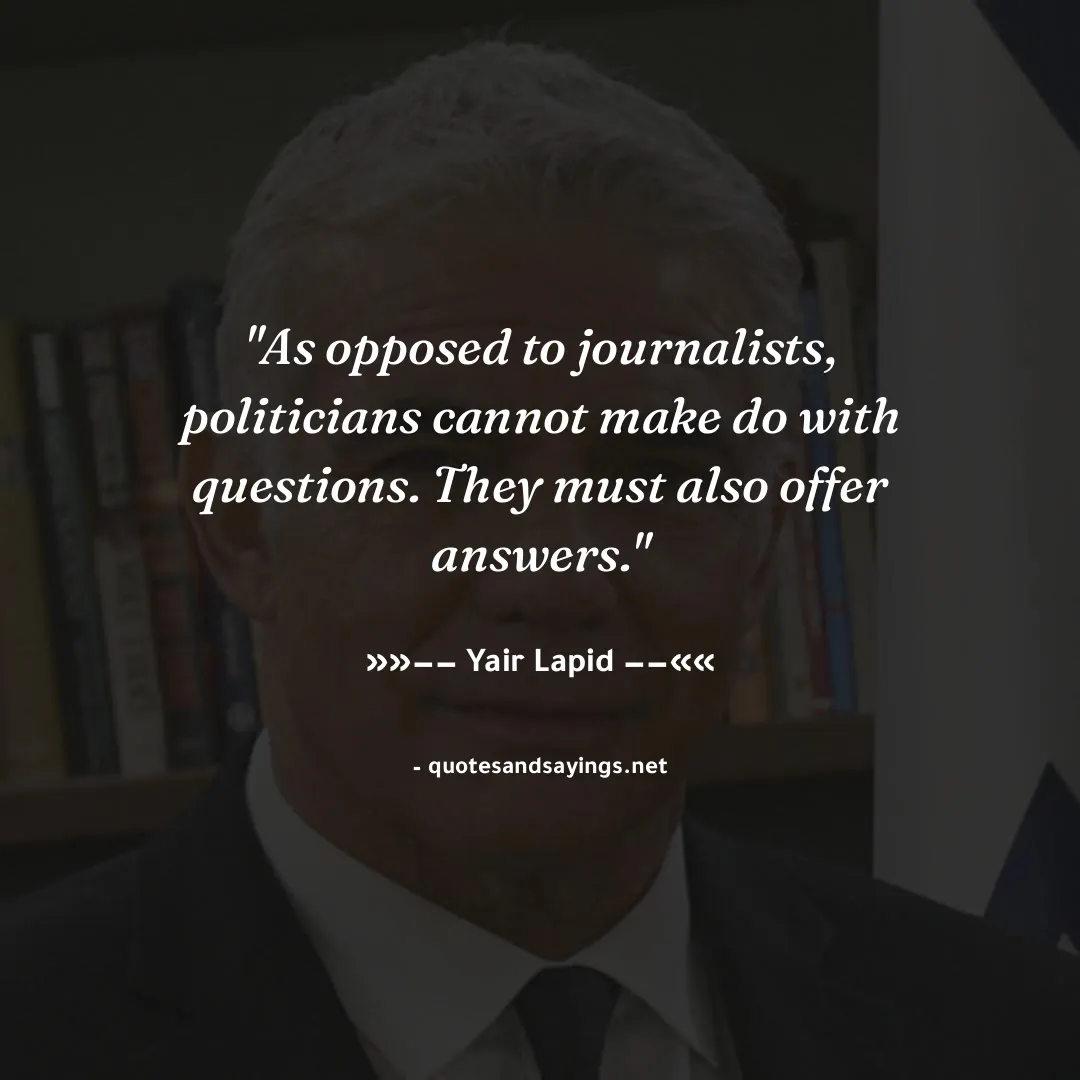 "As opposed to journalists,
politicians cannot make do with
questions. They must also offer
answers."
»»–– Yair Lapid ––««
- quotesandsayings.net